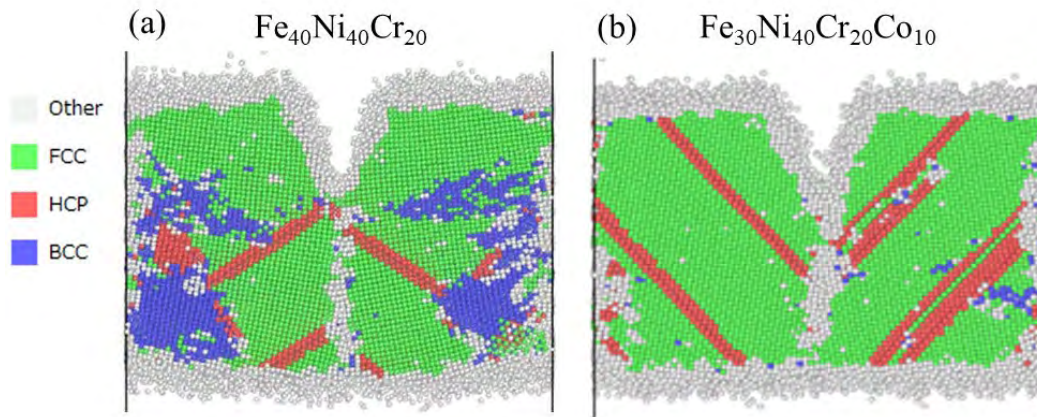 (a) Fe₄₀Ni₄₀Cr₂₀
(b) Fe₃₀Ni₄₀Cr₂₀Co₁₀
Other
FCC
HCP
BCC